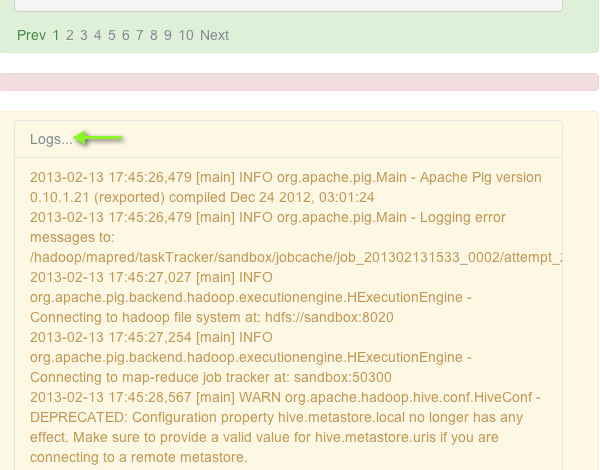 Prev 1 2 3 4 5 6 7 8 9 10 Next
Logs...
2013-02-13 17:45:26,479 [main] INFO org.apache.pig.Main - Apache Pig version
0.10.1.21 (rexported) compiled Dec 24 2012, 03:01:24
2013-02-13 17:45:26,479 [main] INFO org.apache.pig.Main - Logging error
messages to:
/hadoop/mapred/taskTracker/sandbox/jobcache/job_201302131533_0002/attempt_2
2013-02-13 17:45:27,027 [main] INFO
org.apache.pig.backend.hadoop.executionengine.HExecutionEngine -
Connecting to hadoop file system at: hdfs://sandbox:8020
2013-02-13 17:45:27,254 [main] INFO
org.apache.pig.backend.hadoop.executionengine.HExecutionEngine -
Connecting to map-reduce job tracker at: sandbox:50300
2013-02-13 17:45:28,567 [main] WARN org.apache.hadoop.hive.conf.HiveConf -
DEPRECATED: Configuration property hive.metastore.local no longer has any
effect. Make sure to provide a valid value for hive.metastore.uris if you are
connecting to a remote metastore.